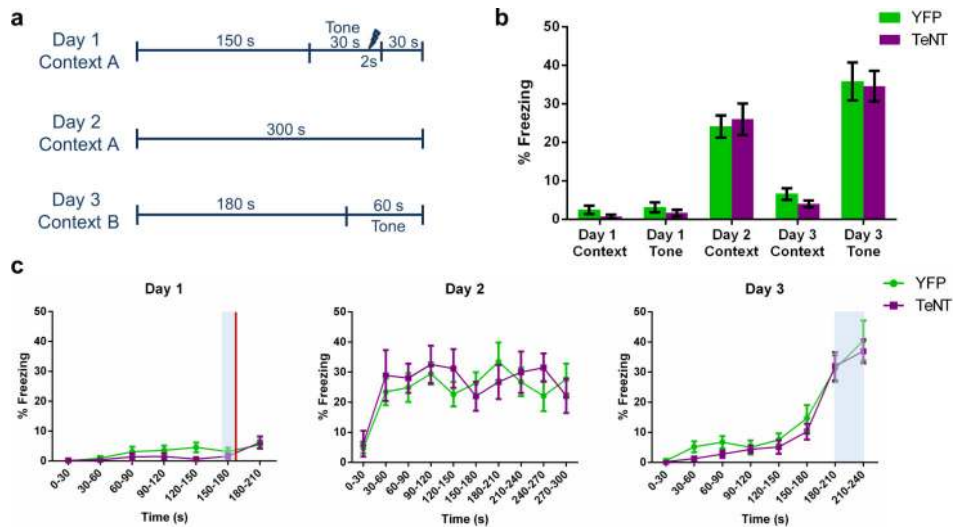 a
Day 1
Context A
150 s
Tone
30 s
2s
30 s
Day 2
Context A
300 s
Day 3
Context B
180 s
60 s
Tone
b
YFP
TeNT
% Freezing
50
40
30
20
10
0
Day 1 Context
Day 1 Tone
Day 2 Context
Day 3 Context
Day 3 Tone
c
Day 1
% Freezing
50
40
30
20
10
0
0-30
30-60
60-90
90-120
120-150
150-180
180-210
Time (s)
Day 2
% Freezing
50
40
30
20
10
0
0-30
30-60
60-90
90-120
120-150
150-180
180-210
210-240
240-270
270-300
Time (s)
Day 3
YFP
TeNT
% Freezing
50
40
30
20
10
0
0-30
30-60
60-90
90-120
120-150
150-180
180-210
210-240
Time (s)